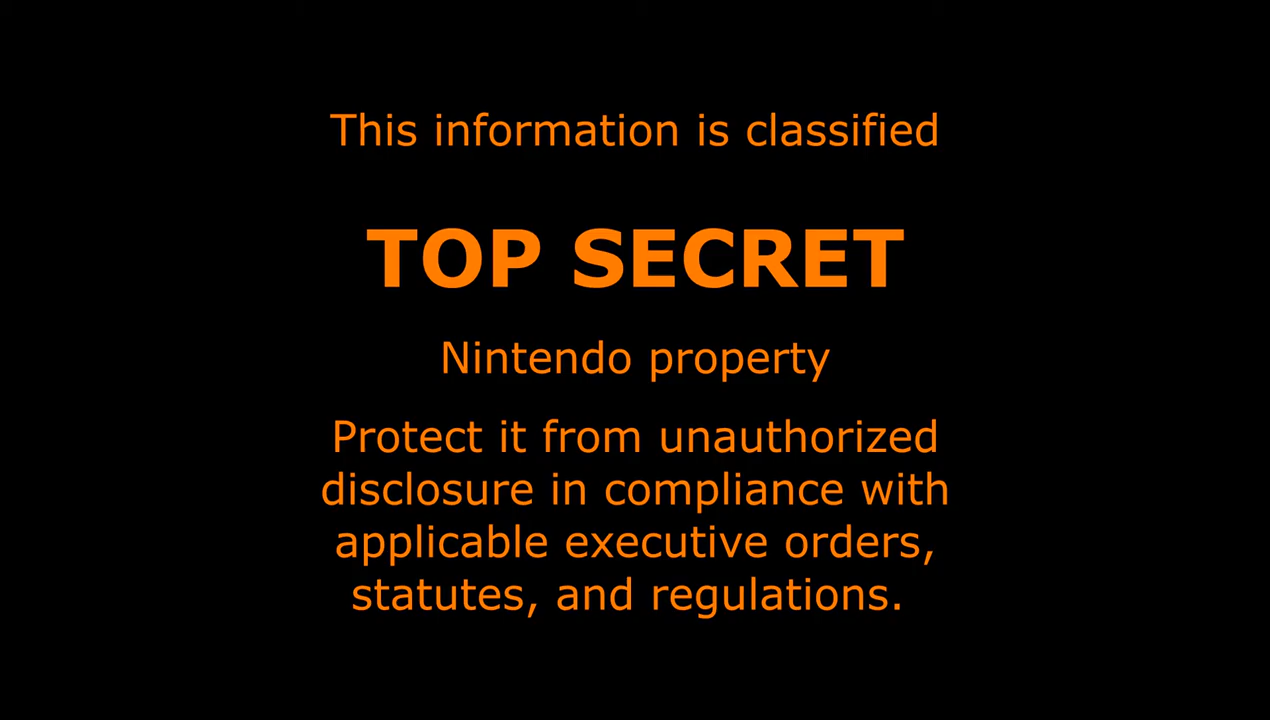 This information is classified
TOP SECRET
Nintendo property
Protect it from unauthorized
disclosure in compliance with
applicable executive orders,
statutes, and regulations.